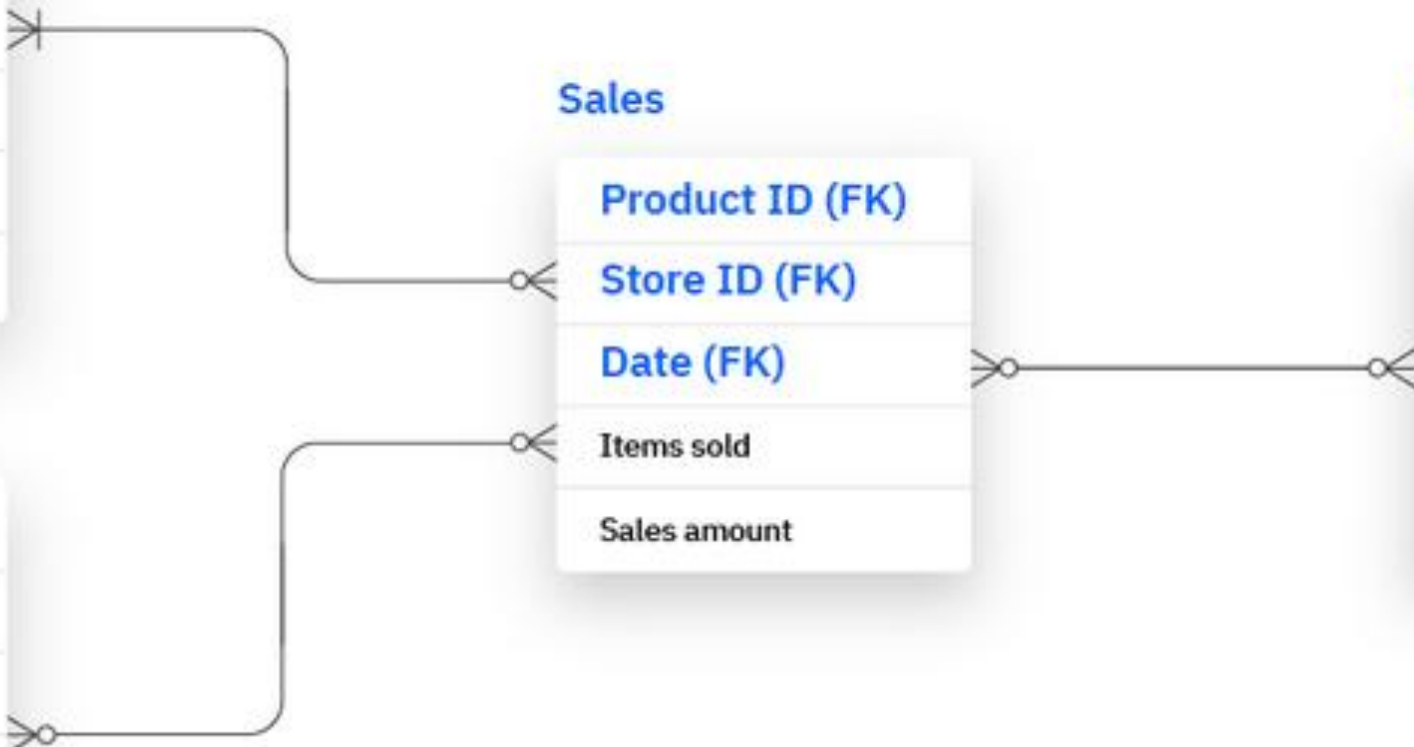 Sales
Product ID (FK)
Store ID (FK)
Date (FK)
Items sold
Sales amount